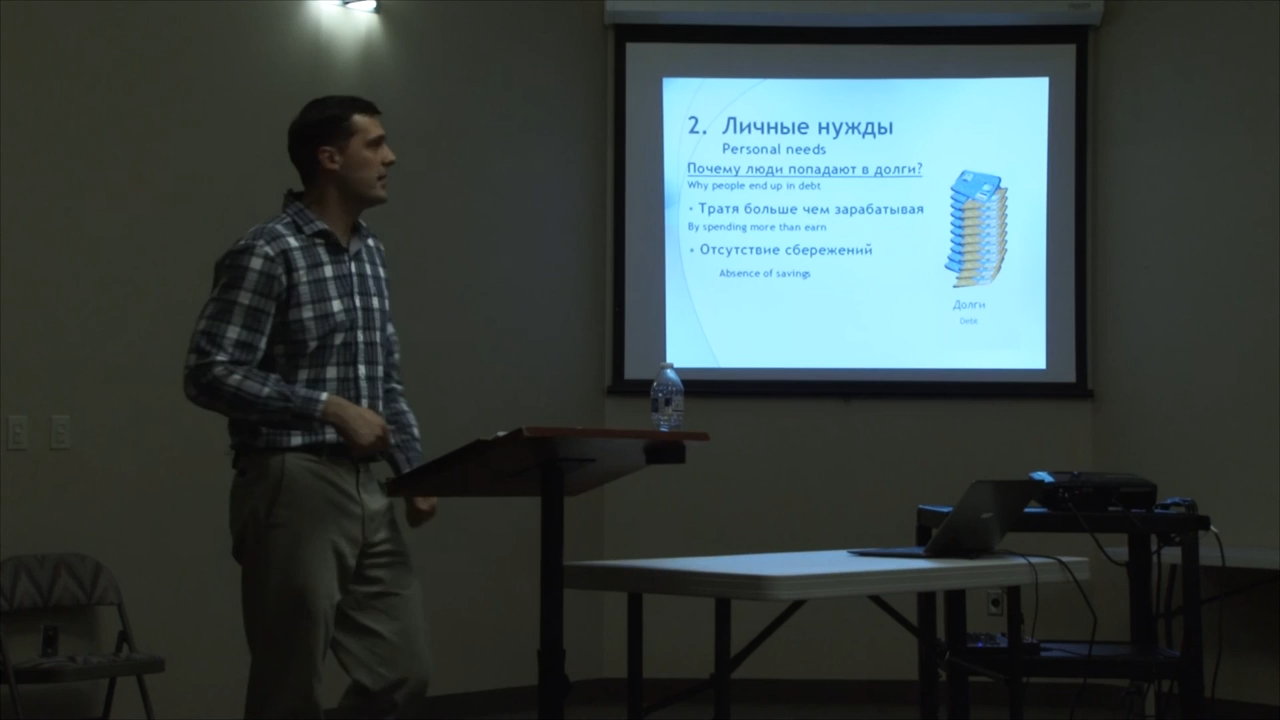 2. Личные нужды
Personal needs
Почему люди попадают в долги?
Why people end up in debt
• Тратя больше чем зарабатывая
By spending more than earn
• Отсутствие сбережений
Absence of savings
Долги
Debt